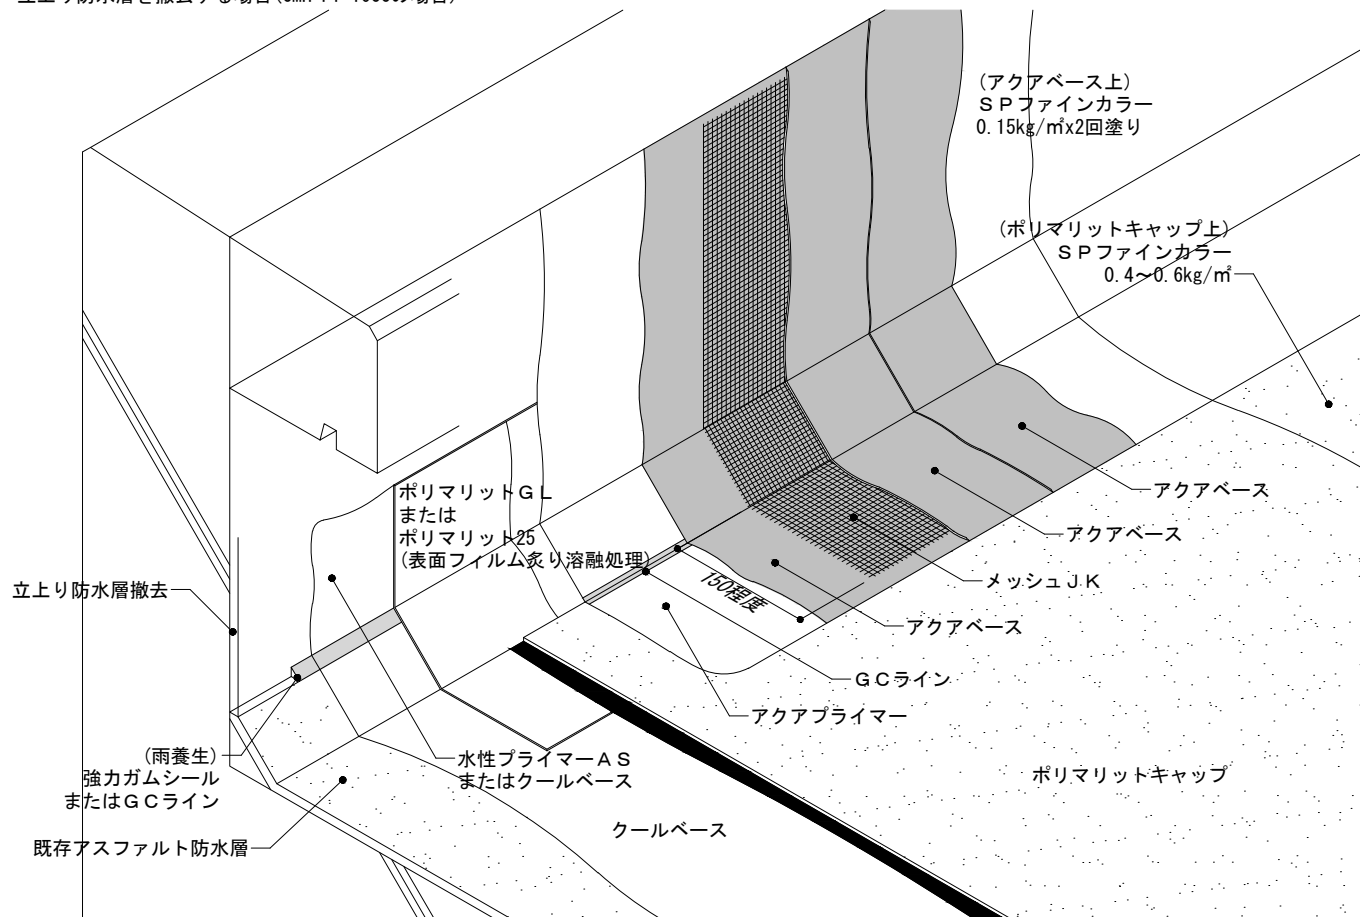 (アクアベース上)
ＳＰファインカラー
0.15kg/㎡x2回塗り
(ポリマリットキャップ上)
ＳＰファインカラー
0.4〜0.6kg/㎡
ポリマリットＧＬ
または
ポリマリット25
(表面フィルム炙り溶融処理)
150程度
アクアベース
アクアベース
メッシュＪＫ
アクアベース
ＧＣライン
アクアプライマー
立上り防水層撤去
(雨養生)
強力ガムシール
またはＧＣライン
既存アスファルト防水層
水性プライマーＡＳ
またはクールベース
クールベース
ポリマリットキャップ